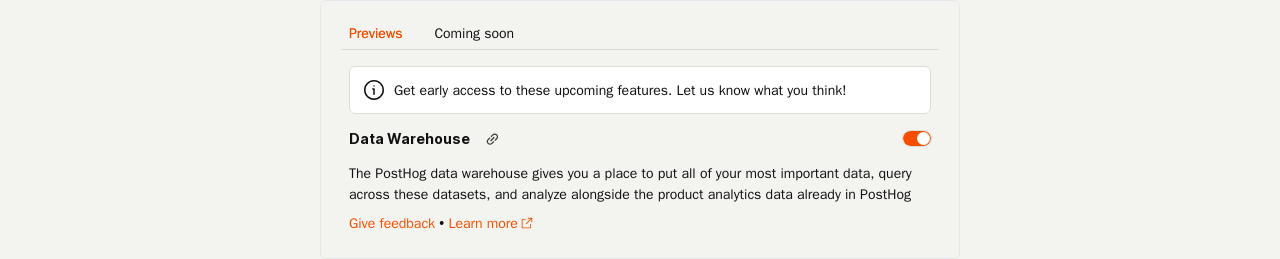 Previews Coming soon
Get early access to these upcoming features. Let us know what you think!
Data Warehouse
The PostHog data warehouse gives you a place to put all of your most important data, query
across these datasets, and analyze alongside the product analytics data already in PostHog
Give feedback • Learn more